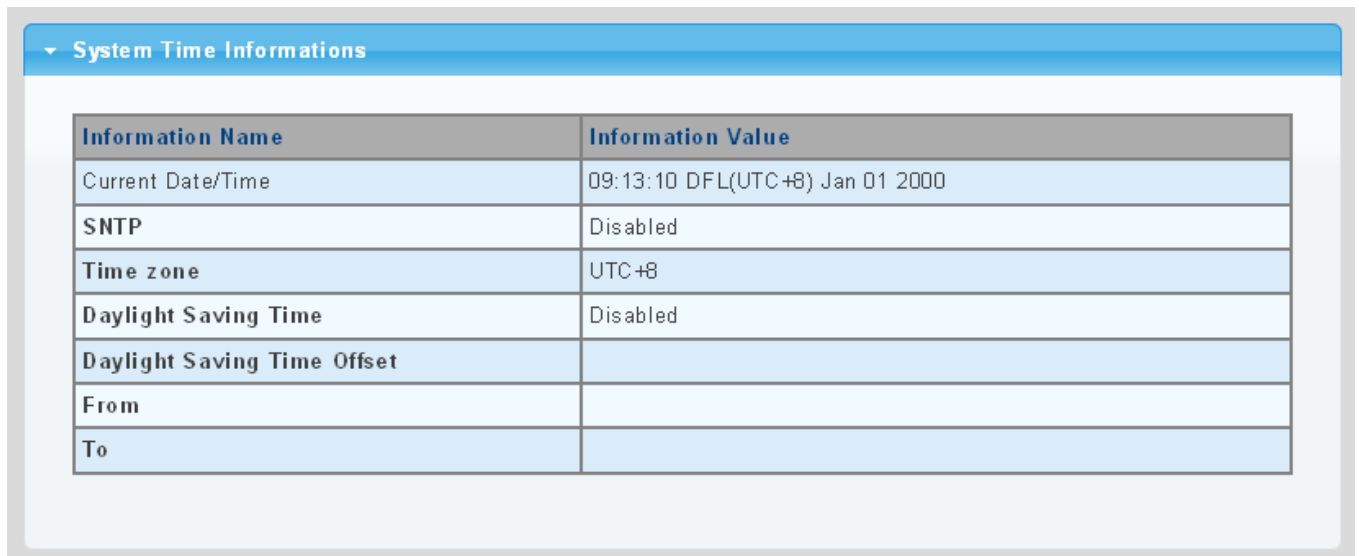 System Time Informations
Information Name Information Value
Current Date/Time 09:13:10 DFL(UTC+8) Jan 01 2000
SNTP Disabled
Time zone UTC+8
Daylight Saving Time Disabled
Daylight Saving Time Offset
From
To